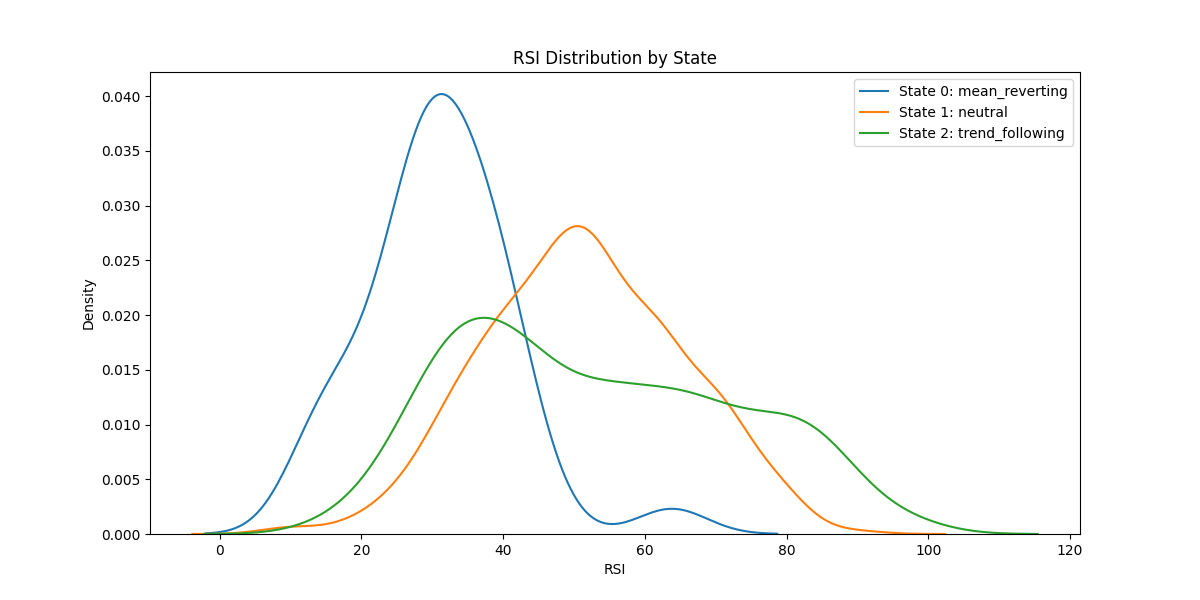 RSI Distribution by State
State 0: mean_reverting
State 1: neutral
State 2: trend_following
0.040
0.035
0.030
0.025
0.020
0.015
0.010
0.005
0.000
Density
0 20 40 60 80 100 120
RSI